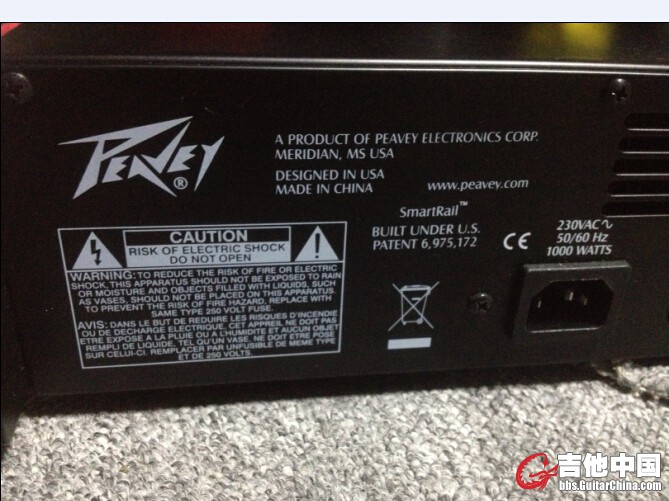 PEAVEY®
A PRODUCT OF PEAVEY ELECTRONICS CORP.
MERIDIAN, MS USA
DESIGNED IN USA
MADE IN CHINA
www.peavey.com
SmartRail™
BUILT UNDER U.S.
PATENT 6,975,172
CE
230VAC~
50/60 Hz
1000 WATTS
CAUTION
RISK OF ELECTRIC SHOCK
DO NOT OPEN
WARNING: TO REDUCE THE RISK OF FIRE OR ELECTRIC
SHOCK, THIS APPARATUS SHOULD NOT BE EXPOSED TO RAIN
OR MOISTURE AND OBJECTS FILLED WITH LIQUIDS, SUCH
AS VASES, SHOULD NOT BE PLACED ON THIS APPARATUS.
TO PREVENT THE RISK OF FIRE HAZARD, REPLACE WITH
SAME TYPE 250 VOLT FUSE.
AVIS: DANS LE BUT DE REDUIRE LES RISQUES D'INCENDIE
OU DE DECHARGE ELECTRIQUE, CET APPREIL NE DOIT PAS
ETRE EXPOSE A LA PLUIE OU A L'HUMIDITE ET AUCUN OBJET
REMPLI DE LIQUIDE, TEL QU'UN VASE, NE DOIT ETRE POSE
SUR CELUI-CI. REMPLACER PAR UNFUSIBLE DE MEME TYPE
ET DE 250 VOLTS.
吉他中国
bbs.GuitarChina.com